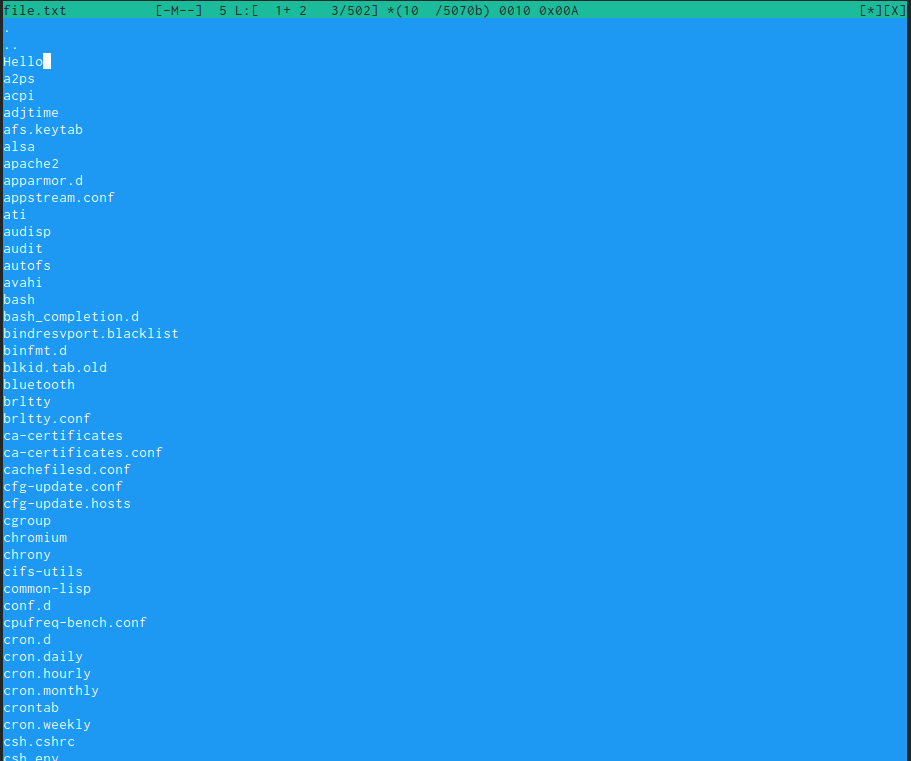 file.txt           [-M--]  5 L:[  1+ 2   3/502] *(10  /5070b) 0010 0x00A                                   [*][X]
.
..
Hello
a2ps
acpi
adjtime
afs.keytab
alsa
apache2
apparmor.d
appstream.conf
ati
audisp
audit
autofs
avahi
bash
bash_completion.d
bindresvport.blacklist
binfmt.d
blkid.tab.old
bluetooth
brltty
brltty.conf
ca-certificates
ca-certificates.conf
cachefilesd.conf
cfg-update.conf
cfg-update.hosts
cgroup
chromium
chrony
cifs-utils
common-lisp
conf.d
cpufreq-bench.conf
cron.d
cron.daily
cron.hourly
cron.monthly
crontab
cron.weekly
csh.cshrc
csh.env